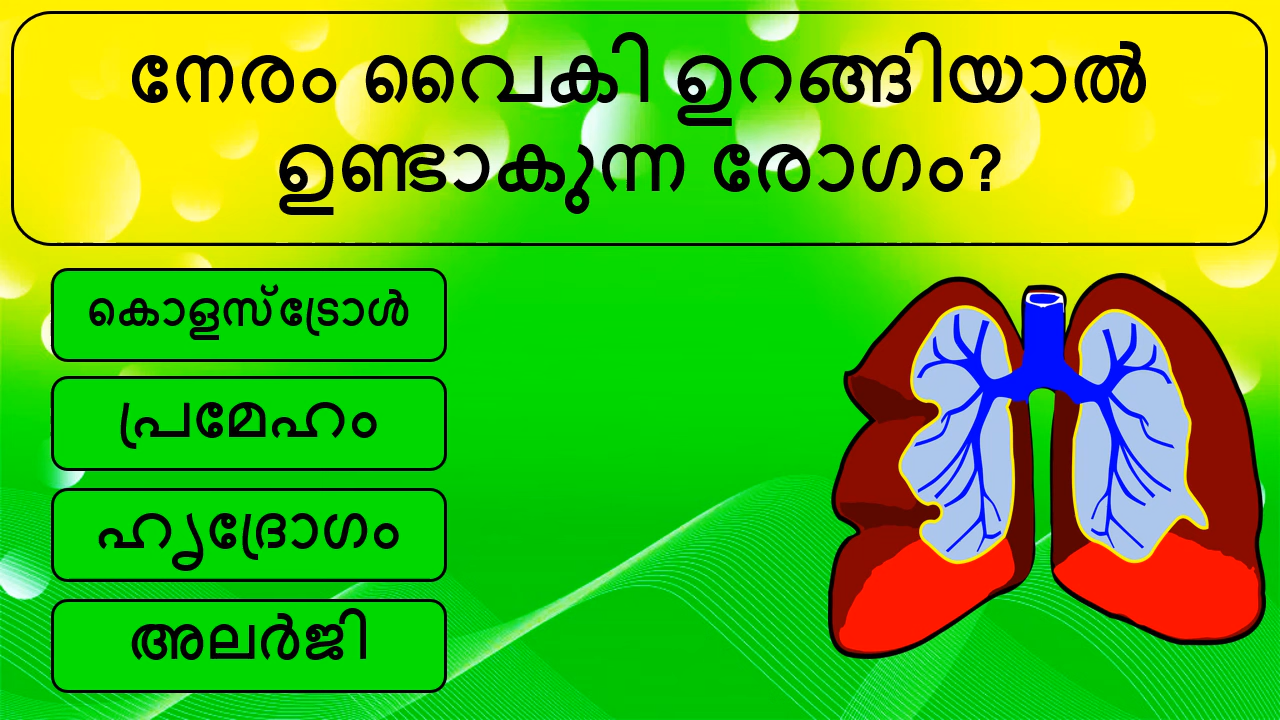 നേരം വൈകി ഉറങ്ങിയാൽ
ഉണ്ടാകുന്ന രോഗം?
കൊളസ്ട്രോൾ
പ്രമേഹം
ഹൃദ്രോഗം
അലർജി